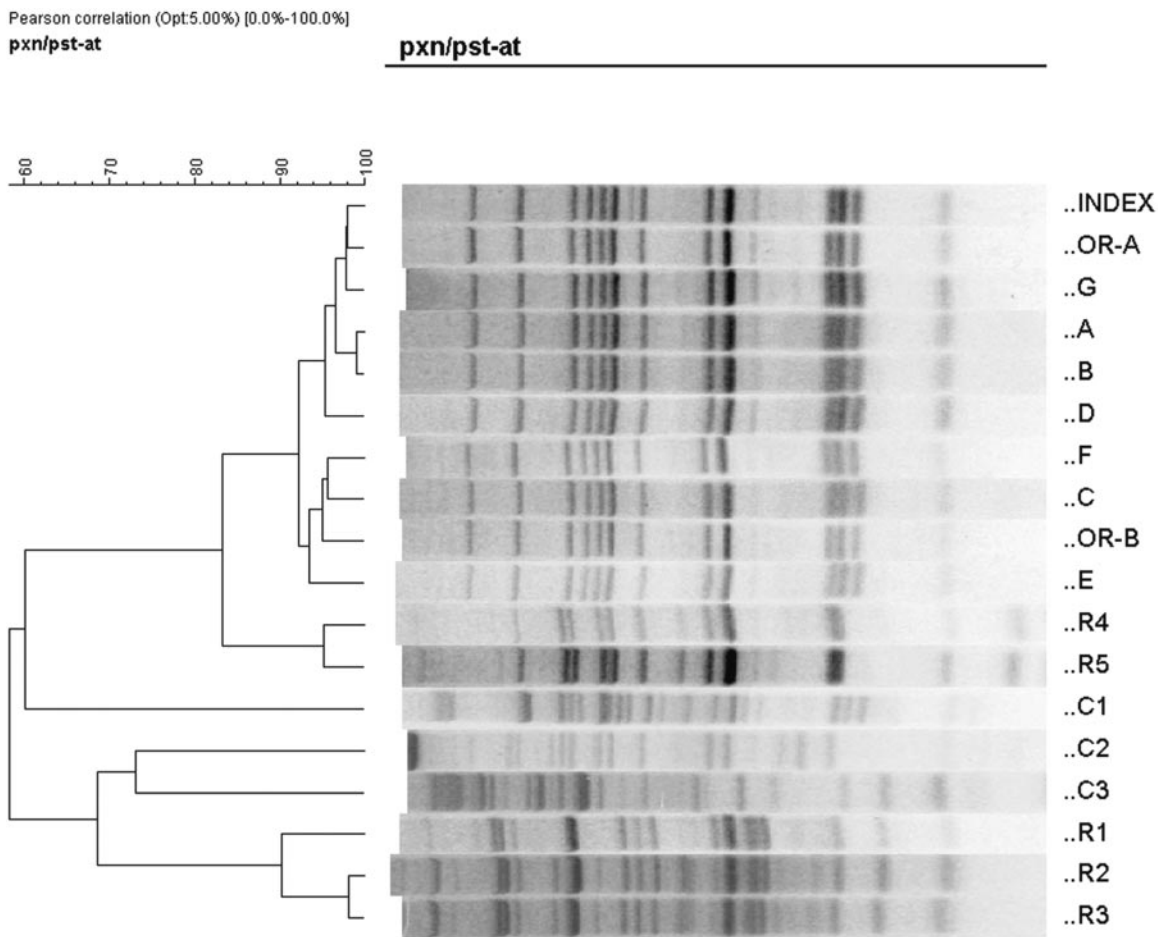 Pearson correlation (Opt:5.00%) [0.0%-100.0%]
pxn/pst-at
pxn/pst-at
60 70 80 90 100
..INDEX
..OR-A
..G
..A
..B
..D
..F
..C
..OR-B
..E
..R4
..R5
..C1
..C2
..C3
..R1
..R2
..R3